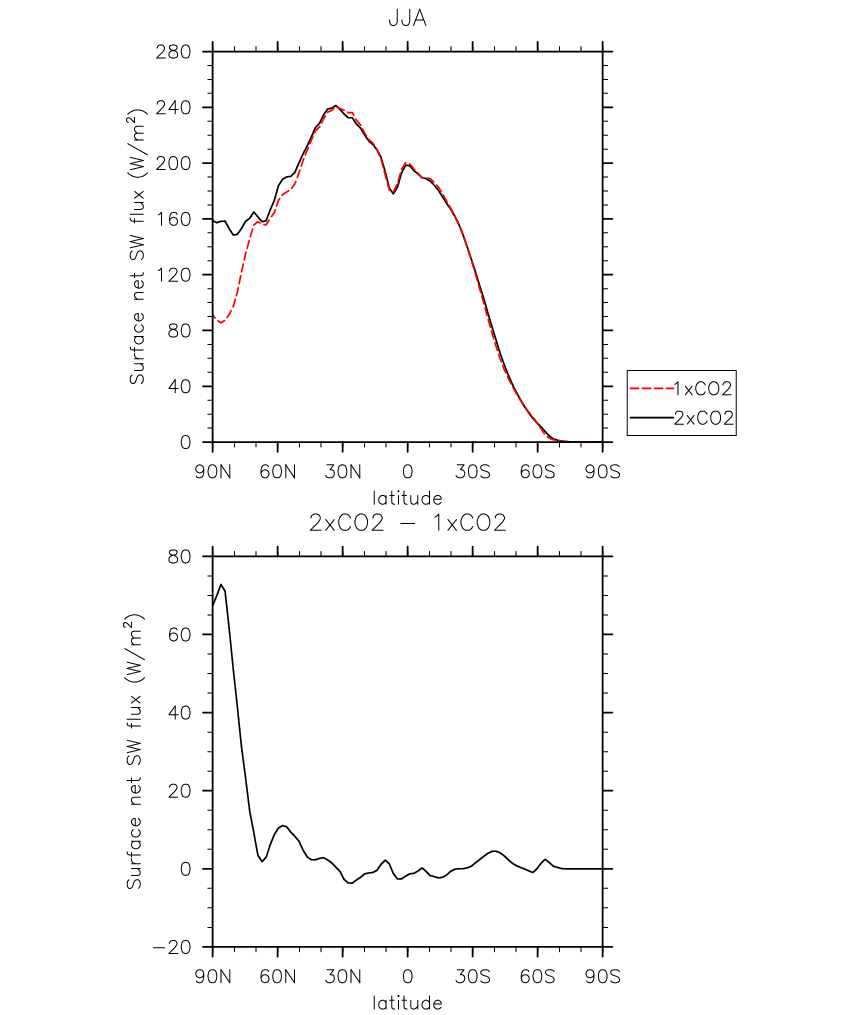 JJA
Surface net SW flux (W/m²)
280
240
200
160
120
80
40
0
90N 60N 30N 0 30S 60S 90S
latitude
1xCO2
2xCO2
2xCO2 − 1xCO2
Surface net SW flux (W/m²)
80
60
40
20
0
−20
90N 60N 30N 0 30S 60S 90S
latitude